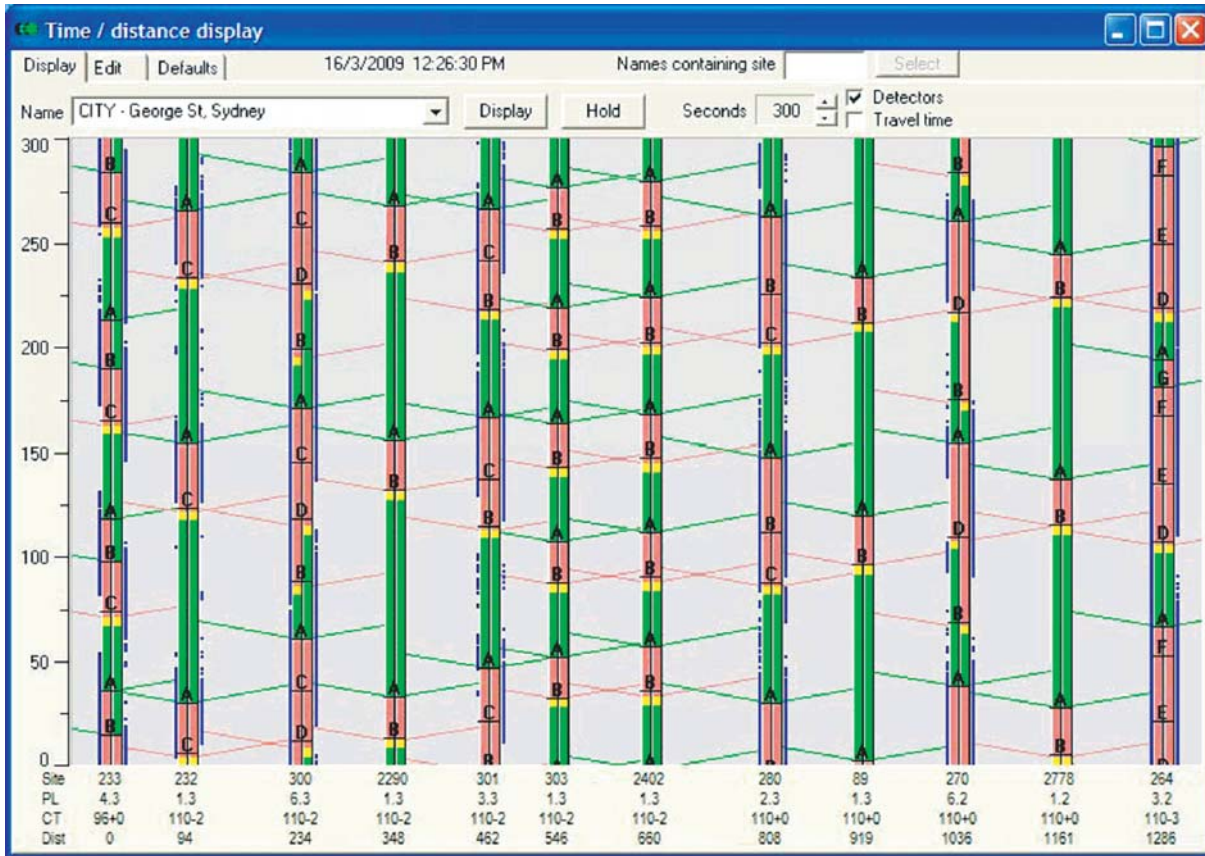 Time / distance display
Display Edit Defaults 16/3/2009 12:26:30 PM Names containing site Select
Name CITY - George St, Sydney Display Hold Seconds 300 Detectors
Travel time
300
B A F
A A A A A
C C B B A A E
250
C D B C B A A D
A B A A B C B B A
200
B B B B G
C A A A A B F
150
A C A B C B B A A A E
C D B B B A B D
100
A B B A A B A B D
B C
C B B B C
50
A A A A A B F
A A C B B A A A E
B C D B C B
0
Site 233 232 300 2290 301 303 2402 280 89 270 2778 264
PL 4.3 1.3 6.3 1.3 3.3 1.3 1.3 2.3 1.3 6.2 1.2 3.2
CT 96+0 110-2 110-2 110-2 110-2 110-2 110-2 110+0 110+0 110+0 110+0 110-3
Dist 0 94 234 348 462 546 660 808 919 1036 1161 1286